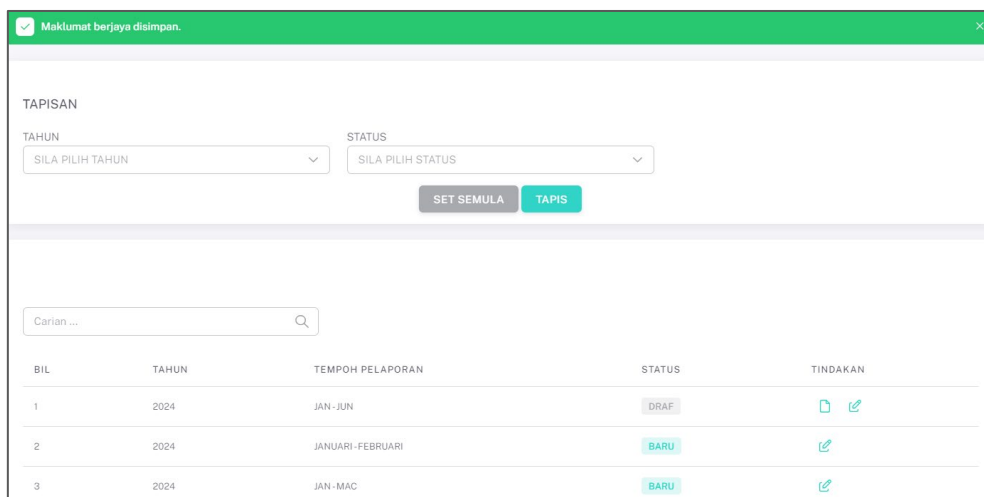 Maklumat berjaya disimpan.
TAPISAN
TAHUN STATUS
SILA PILIH TAHUN SILA PILIH STATUS
SET SEMULA TAPIS
Carian ...
BIL TAHUN TEMPOH PELAPORAN STATUS TINDAKAN
1 2024 JAN-JUN DRAF
2 2024 JANUARI-FEBRUARI BARU
3 2024 JAN-MAC BARU